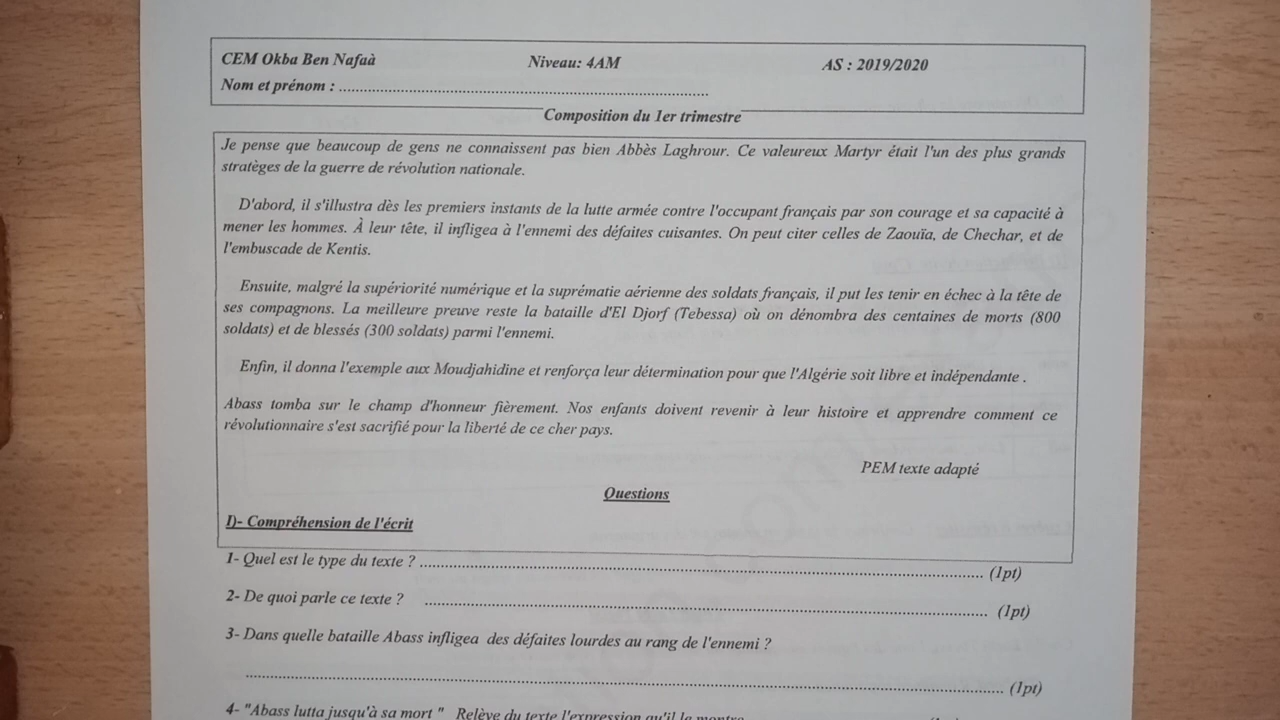 CEM Okba Ben Nafaà Niveau: 4AM AS : 2019/2020
Nom et prénom : ..........................................................................................
Composition du 1er trimestre
Je pense que beaucoup de gens ne connaissent pas bien Abbès Laghrour. Ce valeureux Martyr était l'un des plus grands
stratèges de la guerre de révolution nationale.
D'abord, il s'illustra dès les premiers instants de la lutte armée contre l'occupant français par son courage et sa capacité à
mener les hommes. À leur tête, il infligea à l'ennemi des défaites cuisantes. On peut citer celles de Zaouïa, de Chechar, et de
l'embuscade de Kentis.
Ensuite, malgré la supériorité numérique et la suprématie aérienne des soldats français, il put les tenir en échec à la tête de
ses compagnons. La meilleure preuve reste la bataille d'El Djorf (Tebessa) où on dénombra des centaines de morts (800
soldats) et de blessés (300 soldats) parmi l'ennemi.
Enfin, il donna l'exemple aux Moudjahidine et renforça leur détermination pour que l'Algérie soit libre et indépendante .
Abass tomba sur le champ d'honneur fièrement. Nos enfants doivent revenir à leur histoire et apprendre comment ce
révolutionnaire s'est sacrifié pour la liberté de ce cher pays.
PEM texte adapté
Questions
I)- Compréhension de l'écrit
1- Quel est le type du texte ? .......................................................................... (1pt)
2- De quoi parle ce texte ? .......................................................................... (1pt)
3- Dans quelle bataille Abass infligea des défaites lourdes au rang de l'ennemi ?
.......................................................................... (1pt)
4- "Abass lutta jusqu'à sa mort " Relève du texte l'expression qu'il le montre